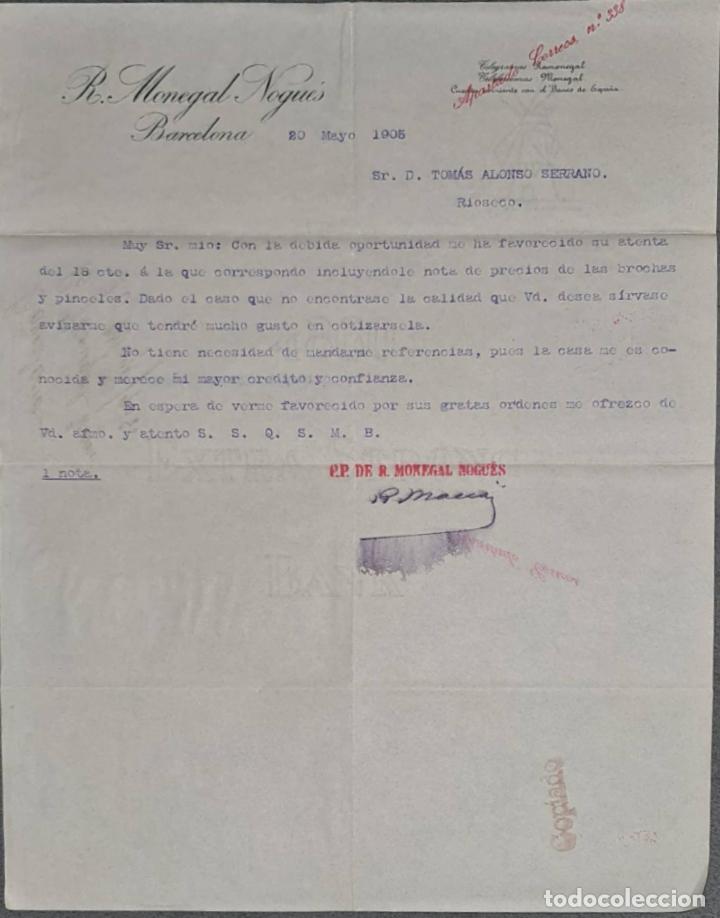 Apartado Correos, n.º 338
R. Monegal Nogués
Barcelona
Telegramas Ramonegal
Monegal
Cuenta corriente con el Banco de España
20 Mayo 1905
Sr. D. TOMÁS ALONSO SERRANO.
Rioseco.
Muy Sr. mio: Con la debida oportunidad me ha favorecido su atenta
del 18 cte. á la que correspondo incluyendole nota de precios de las brochas
y pinceles. Dado el caso que no encontrase la calidad que Vd. desea sírvase
avisarme que tendré mucho gusto en cotizarsela.
No tiene necesidad de mandarme referencias, pues la casa me es co-
nocida y merece mi mayor credito y confianza.
En espera de verme favorecido por sus gratas ordenes me ofrezco de
Vd. afmo. y atento S. S. Q. S. M. B.
1 nota.
P.P. DE R. MONEGAL NOGUÉS
Copiado
todocoleccion.net